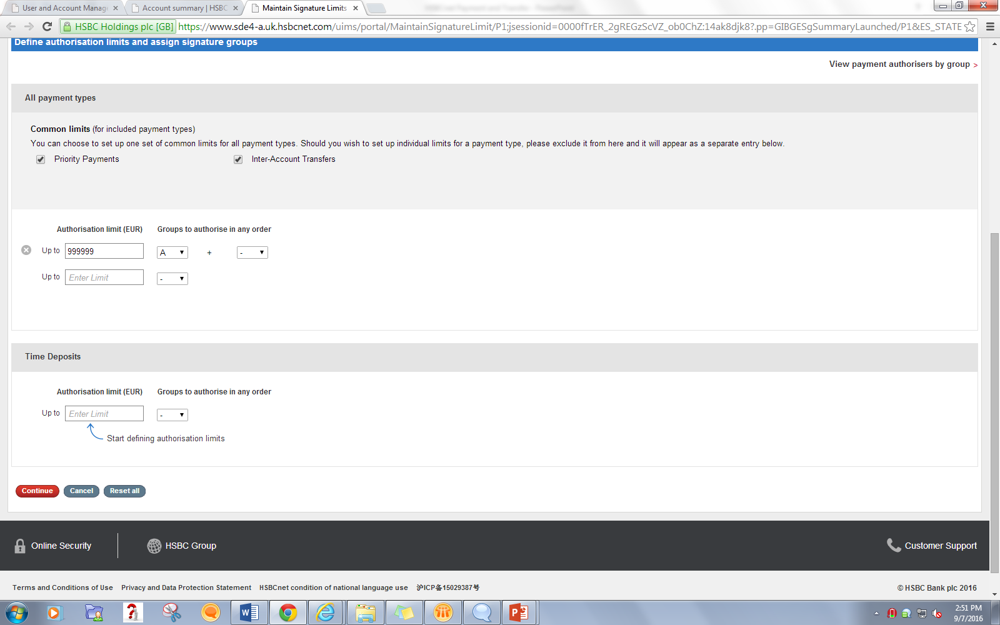 User and Account Manag
Account summary | HSBC
Maintain Signature Limits
HSBC Holdings plc [GB]
https://www.sde4-a.uk.hsbcnet.com/uims/portal/MaintainSignatureLimit/P1;jsessionid=0000fTrER_2gREGzScVZ_ob0ChZ:14ak8djk8?.pp=GIBGESgSummaryLaunched/P1&ES_STATE
Define authorisation limits and assign signature groups
View payment authorisers by group >
All payment types
Common limits (for included payment types)
You can choose to set up one set of common limits for all payment types. Should you wish to set up individual limits for a payment type, please exclude it from here and it will appear as a separate entry below.
Priority Payments Inter-Account Transfers
Authorisation limit (EUR) Groups to authorise in any order
Up to 999999 A + -
Up to Enter Limit -
Time Deposits
Authorisation limit (EUR) Groups to authorise in any order
Up to Enter Limit -
Start defining authorisation limits
Continue Cancel Reset all
Online Security HSBC Group Customer Support
Terms and Conditions of Use Privacy and Data Protection Statement HSBCnet condition of national language use 沪ICP备15029387号 © HSBC Bank plc 2016
2:51 PM
9/7/2016